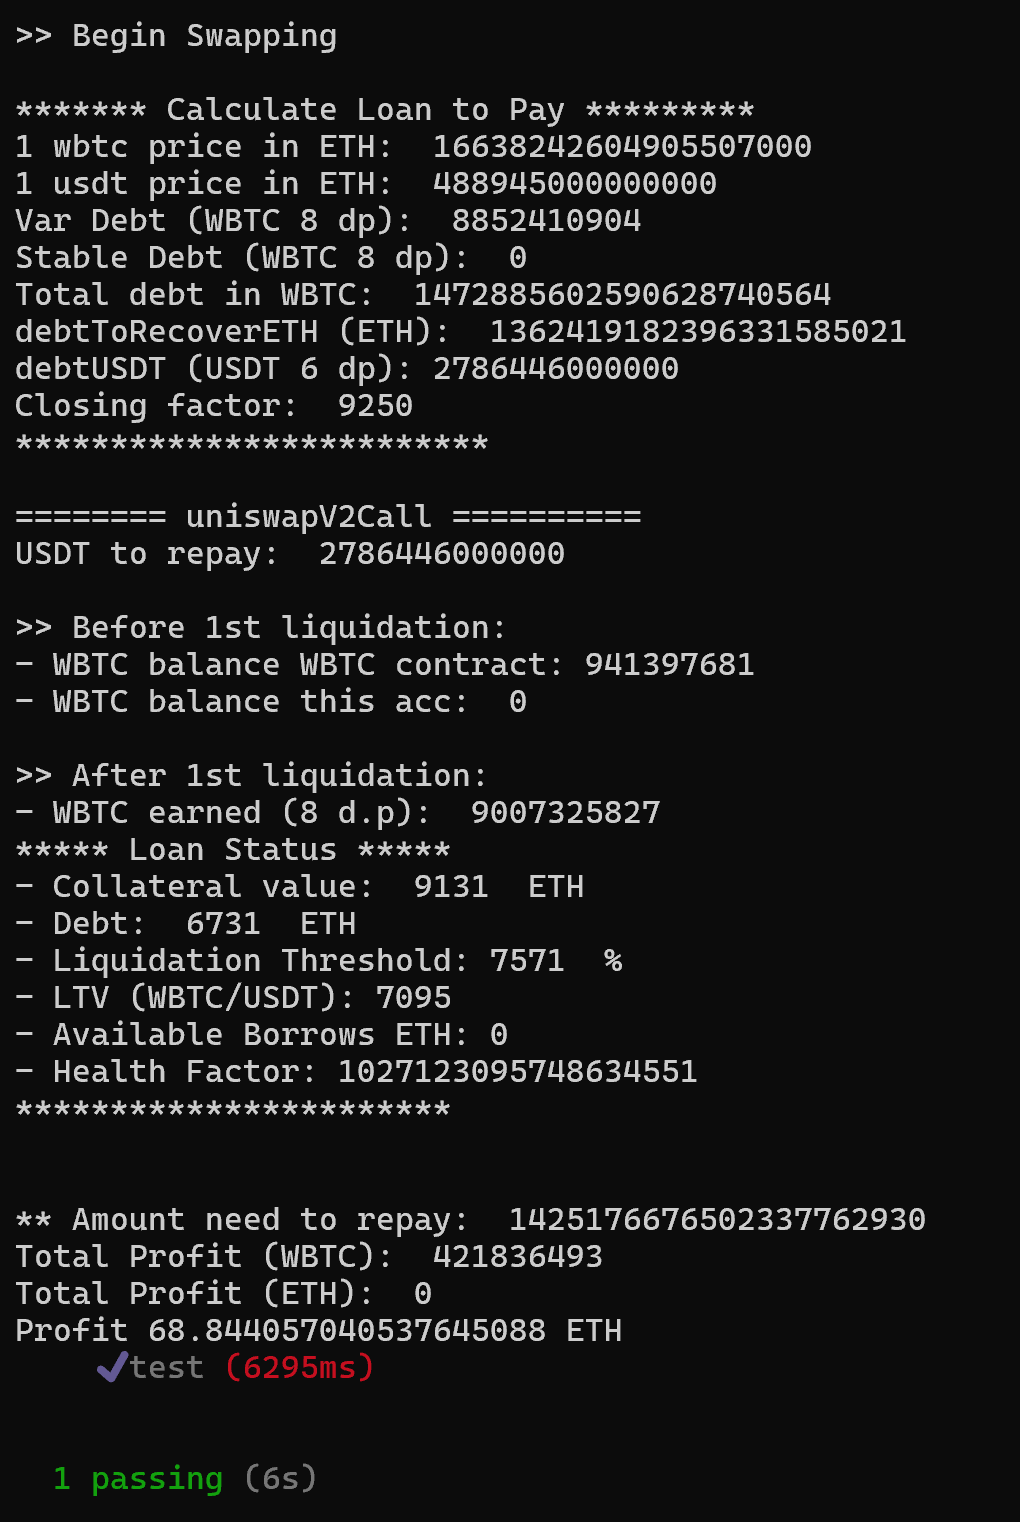 >> Begin Swapping
******* Calculate Loan to Pay *********
1 wbtc price in ETH:  16638242604905507000
1 usdt price in ETH:  488945000000000
Var Debt (WBTC 8 dp):  8852410904
Stable Debt (WBTC 8 dp):  0
Total debt in WBTC:  1472885602590628740564
debtToRecoverETH (ETH):  1362419182396331585021
debtUSDT (USDT 6 dp): 2786446000000
Closing factor:  9250
*************************
======== uniswapV2Call ==========
USDT to repay:  2786446000000
>> Before 1st liquidation:
- WBTC balance WBTC contract: 941397681
- WBTC balance this acc:  0
>> After 1st liquidation:
- WBTC earned (8 d.p):  9007325827
***** Loan Status *****
- Collateral value:  9131  ETH
- Debt:  6731  ETH
- Liquidation Threshold: 7571  %
- LTV (WBTC/USDT): 7095
- Available Borrows ETH: 0
- Health Factor: 1027123095748634551
***********************
** Amount need to repay:  1425176676502337762930
Total Profit (WBTC):  421836493
Total Profit (ETH):  0
Profit 68.844057040537645088 ETH
✔test (6295ms)
1 passing (6s)